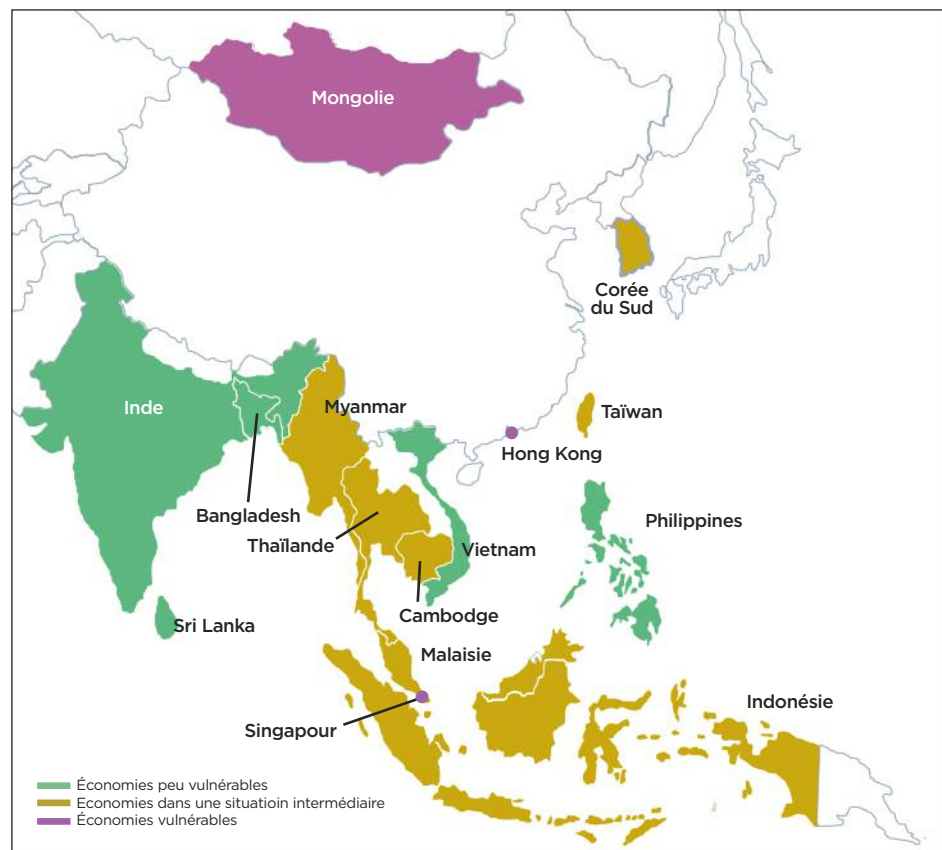 Mongolie
Corée
du Sud
Inde
Myanmar
Taïwan
Hong Kong
Bangladesh
Philippines
Thaïlande
Vietnam
Cambodge
Sri Lanka
Malaisie
Indonésie
Singapour
Économies peu vulnérables
Economies dans une situatioin intermédiaire
Économies vulnérables